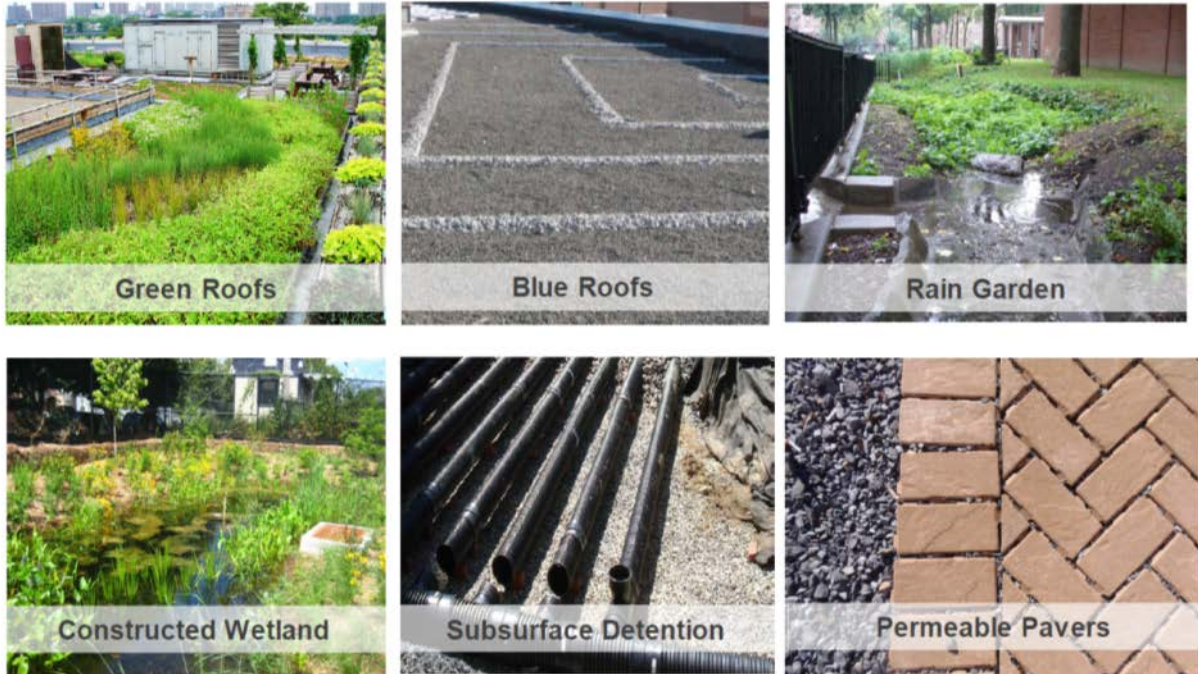 Green Roofs
Blue Roofs
Rain Garden
Constructed Wetland
Subsurface Detention
Permeable Pavers